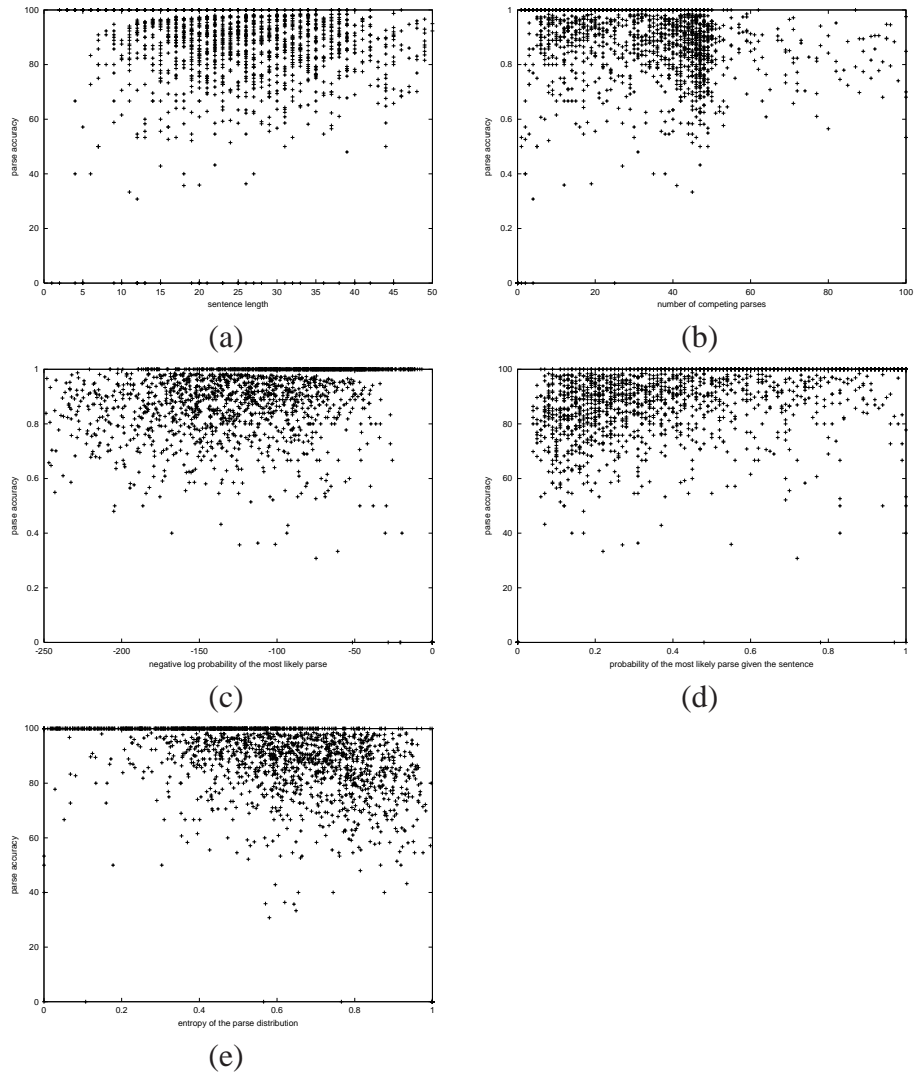 100
80
60
40
20
0
parse accuracy
0 5 10 15 20 25 30 35 40 45 50
sentence length
(a)
1
0.8
0.6
0.4
0.2
0
parse accuracy
0 20 40 60 80 100
number of competing parses
(b)
1
0.8
0.6
0.4
0.2
0
parse accuracy
-250 -200 -150 -100 -50 0
negative log probability of the most likely parse
(c)
100
80
60
40
20
0
parse accuracy
0 0.2 0.4 0.6 0.8 1
probability of the most likely parse given the sentence
(d)
100
80
60
40
20
0
parse accuracy
0 0.2 0.4 0.6 0.8 1
entropy of the parse distribution
(e)